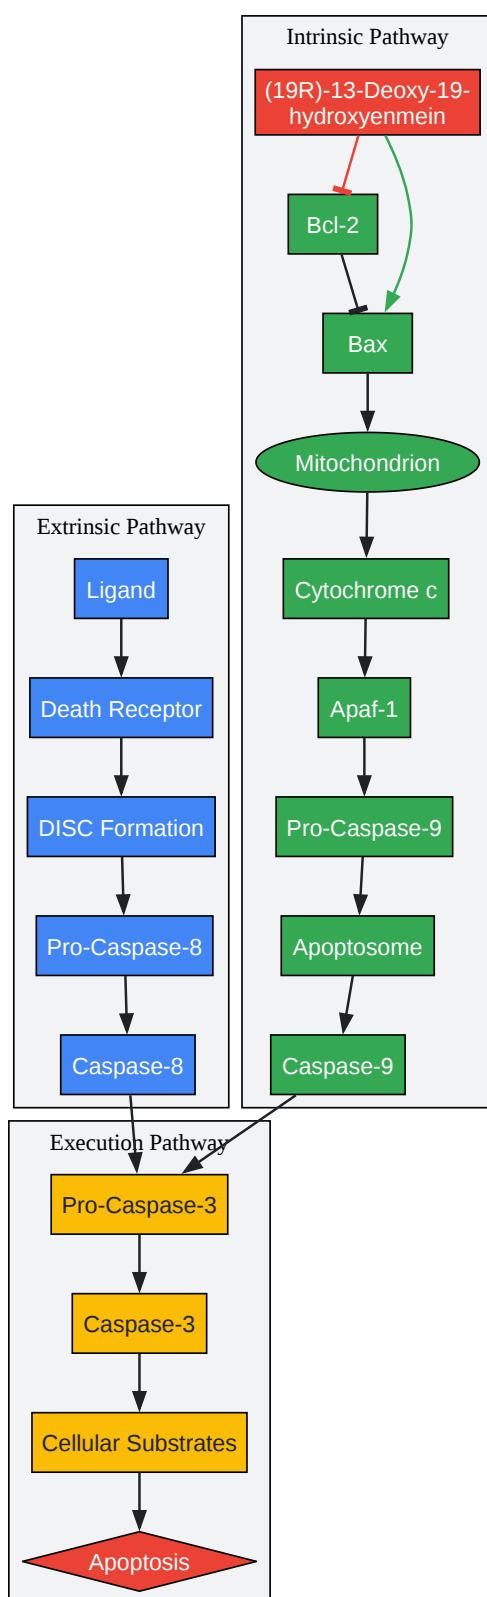 Intrinsic Pathway
(19R)-13-Deoxy-19-
hydroxyenmein
Bcl-2
Bax
Mitochondrion
Cytochrome c
Apaf-1
Pro-Caspase-9
Apoptosome
Caspase-9
Extrinsic Pathway
Ligand
Death Receptor
DISC Formation
Pro-Caspase-8
Caspase-8
Execution Pathway
Pro-Caspase-3
Caspase-3
Cellular Substrates
Apoptosis